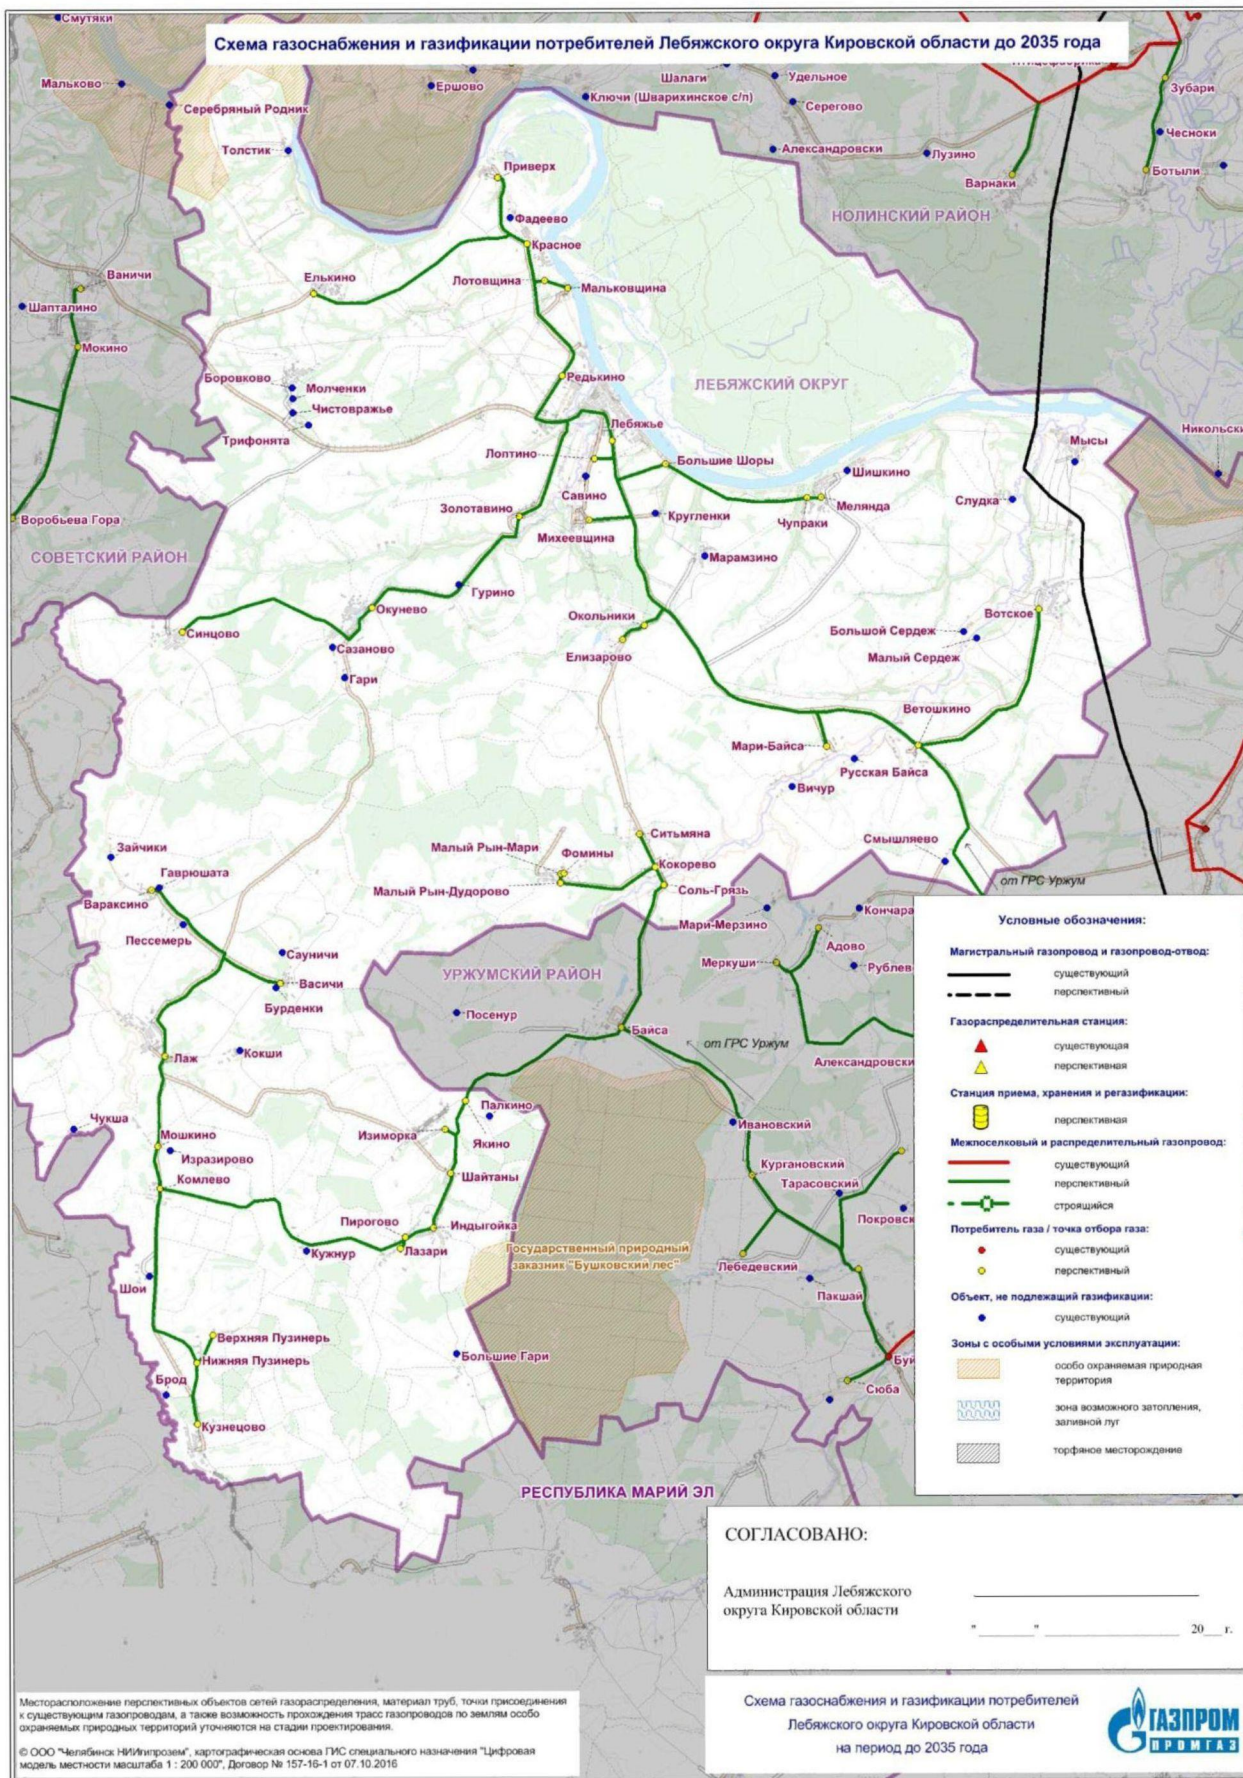 Смутяки
Схема газоснабжения и газификации потребителей Лебяжского округа Кировской области до 2035 года
Мальково
Ершово
Шалаги
Удельное
Зубари
Серебряный Родник
Ключи (Шварихинское с/п)
Серегово
Чесноки
Толстик
Александровски
Лузино
Приверх
Варнаки
Ботыли
Фадеево
НОЛИНСКИЙ РАЙОН
Красное
Ваничи
Елькино
Лотовщина
Мальковщина
Шапталино
Мокино
Редькино
ЛЕБЯЖСКИЙ ОКРУГ
Боровково
Молченки
Чистовражье
Лебяжье
Никольски
Трифонята
Мысы
Лоптино
Большие Шоры
Шишкино
Савино
Слудка
Мелянда
Золотавино
Чупраки
Воробьева Гора
Кругленки
Михеевщина
СОВЕТСКИЙ РАЙОН
Марамзино
Гурино
Окунево
Окольники
Вотское
Синцово
Большой Сердеж
Сазаново
Малый Сердеж
Елизарово
Гари
Ветошкино
Мари-Байса
Русская Байса
Вичур
Ситьмяна
Смышляево
Малый Рын-Мари
Фомины
Зайчики
Кокорево
Гаврюшата
от ГРС Уржум
Малый Рын-Дудорово
Соль-Грязь
Вараксино
Кончара
Мари-Мерзино
Пессемерь
Адово
Сауничи
Меркуши
Рублев
УРЖУМСКИЙ РАЙОН
Васичи
Бурденки
Посенур
Байса
от ГРС Уржум
Лаж
Кокши
Александровски
Палкино
Чукша
Изиморка
Ивановский
Мошкино
Якино
Изразирово
Кургановский
Комлево
Шайтаны
Тарасовский
Пирогово
Индыгойка
Покровск
Кужнур
Лазари
Государственный природный
заказник "Бушковский лес"
Лебедевский
Шои
Пакшай
Верхняя Пузинерь
Большие Гари
Нижняя Пузинерь
Буй
Брод
Сюба
Кузнецово
РЕСПУБЛИКА МАРИЙ ЭЛ
Условные обозначения:
Магистральный газопровод и газопровод-отвод:
существующий
перспективный
Газораспределительная станция:
существующая
перспективная
Станция приема, хранения и регазификации:
перспективная
Межпоселковый и распределительный газопровод:
существующий
перспективный
строящийся
Потребитель газа / точка отбора газа:
существующий
перспективный
Объект, не подлежащий газификации:
существующий
Зоны с особыми условиями эксплуатации:
особо охраняемая природная
территория
зона возможного затопления,
заливной луг
торфяное месторождение
СОГЛАСОВАНО:
Администрация Лебяжского
округа Кировской области
" ________ " ____________________ 20___ г.
Месторасположение перспективных объектов сетей газораспределения, материал труб, точки присоединения
к существующим газопроводам, а также возможность прохождения трасс газопроводов по землям особо
охраняемых природных территорий уточняются на стадии проектирования.
© ООО "Челябинск НИИгипрозем", картографическая основа ГИС специального назначения "Цифровая
модель местности масштаба 1 : 200 000", Договор № 157-16-1 от 07.10.2016
Схема газоснабжения и газификации потребителей
Лебяжского округа Кировской области
на период до 2035 года
ГАЗПРОМ
ПРОМГАЗ